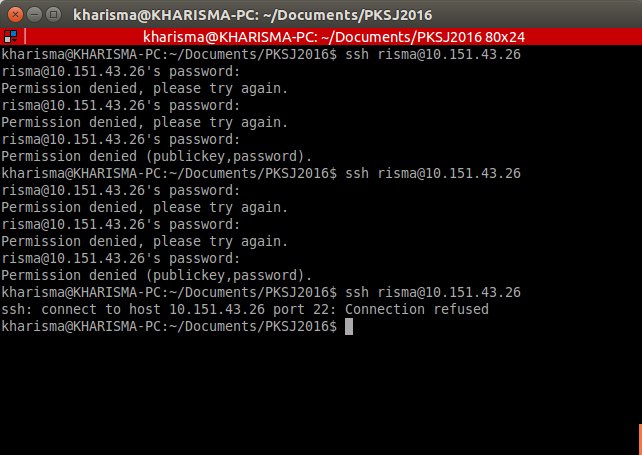 kharisma@KHARISMA-PC: ~/Documents/PKSJ2016
kharisma@KHARISMA-PC: ~/Documents/PKSJ2016 80x24
kharisma@KHARISMA-PC:~/Documents/PKSJ2016$ ssh risma@10.151.43.26
risma@10.151.43.26's password:
Permission denied, please try again.
risma@10.151.43.26's password:
Permission denied, please try again.
risma@10.151.43.26's password:
Permission denied (publickey,password).
kharisma@KHARISMA-PC:~/Documents/PKSJ2016$ ssh risma@10.151.43.26
risma@10.151.43.26's password:
Permission denied, please try again.
risma@10.151.43.26's password:
Permission denied, please try again.
risma@10.151.43.26's password:
Permission denied (publickey,password).
kharisma@KHARISMA-PC:~/Documents/PKSJ2016$ ssh risma@10.151.43.26
ssh: connect to host 10.151.43.26 port 22: Connection refused
kharisma@KHARISMA-PC:~/Documents/PKSJ2016$